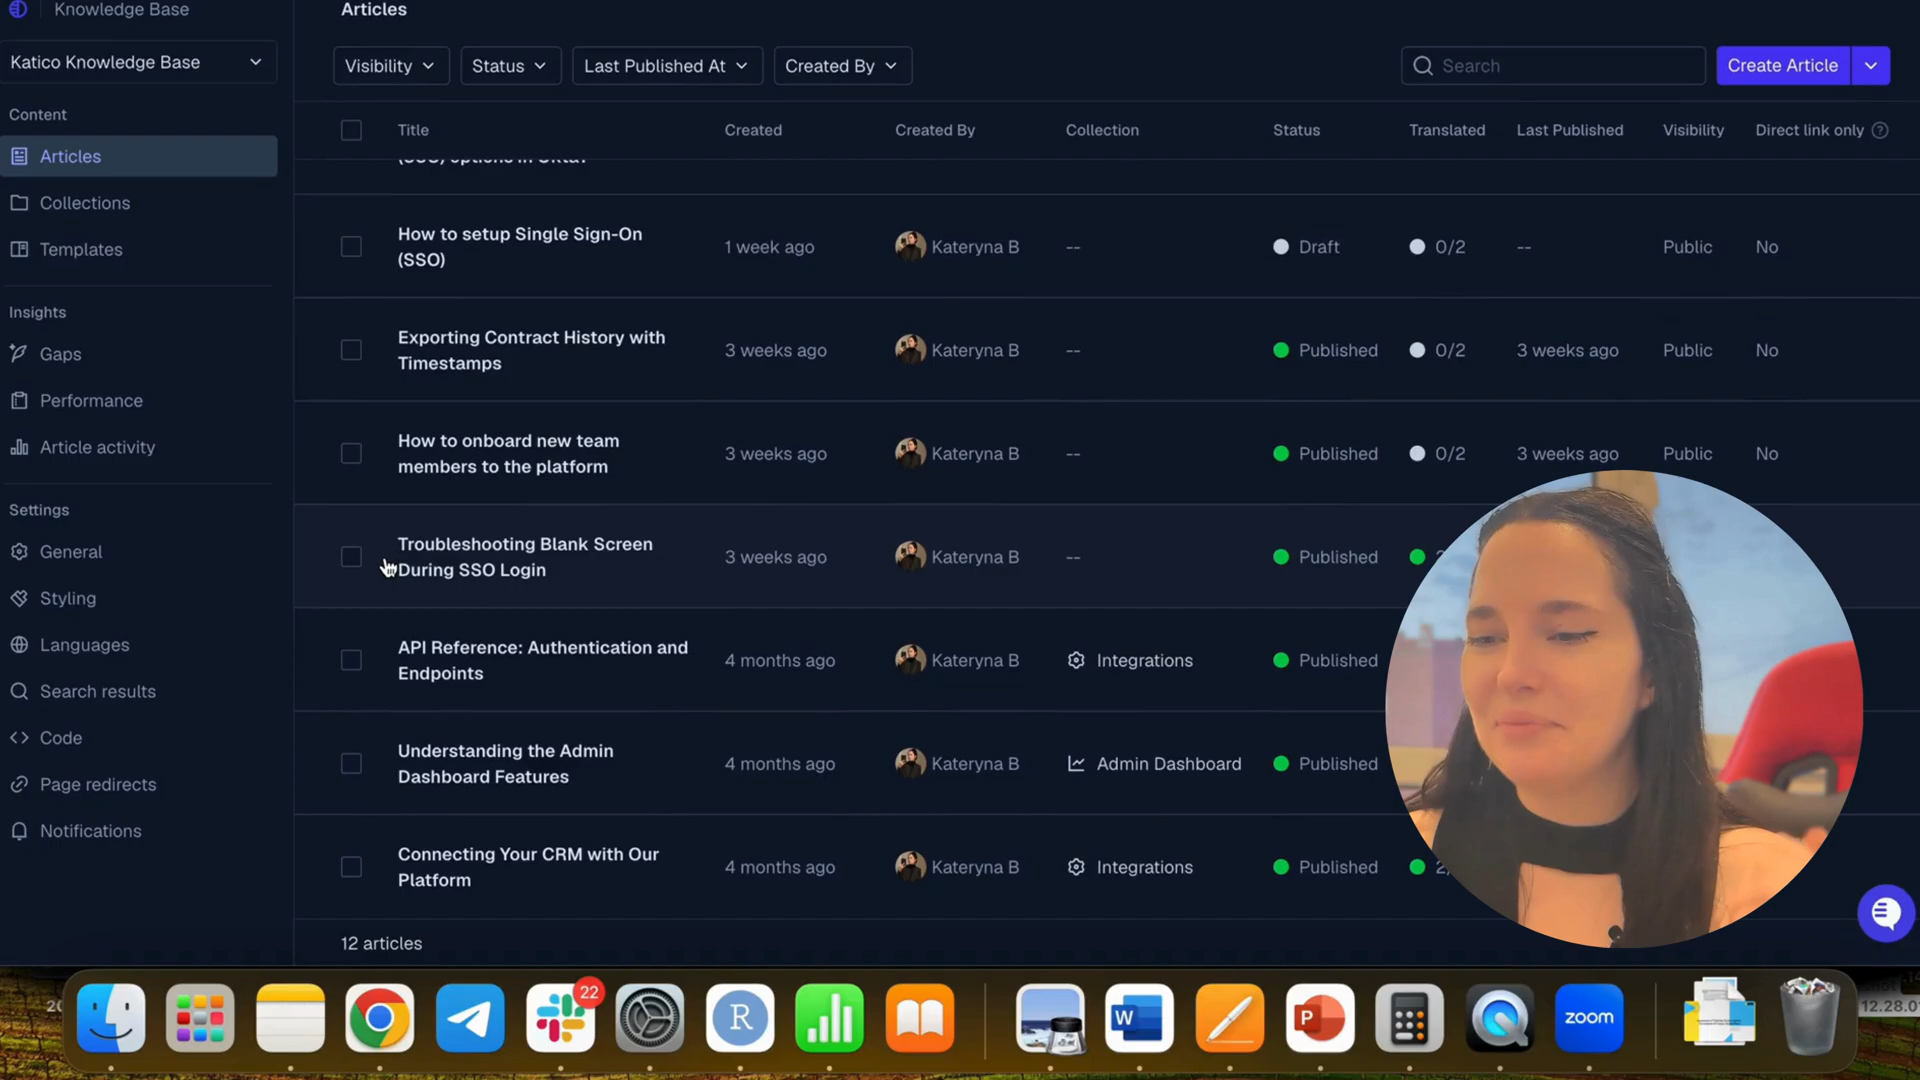 Knowledge Base
Articles
Katico Knowledge Base
Visibility
Status
Last Published At
Created By
Search
Create Article
Content
Articles
Collections
Templates
Insights
Gaps
Performance
Article activity
Settings
General
Styling
Languages
Search results
Code
Page redirects
Notifications
Title Created Created By Collection Status Translated Last Published Visibility Direct link only ?
(SSO) options in Okta?
How to setup Single Sign-On
(SSO)
1 week ago Kateryna B -- Draft 0/2 -- Public No
Exporting Contract History with
Timestamps
3 weeks ago Kateryna B -- Published 0/2 3 weeks ago Public No
How to onboard new team
members to the platform
3 weeks ago Kateryna B -- Published 0/2 3 weeks ago Public No
Troubleshooting Blank Screen
During SSO Login
3 weeks ago Kateryna B -- Published
API Reference: Authentication and
Endpoints
4 months ago Kateryna B Integrations Published
Understanding the Admin
Dashboard Features
4 months ago Kateryna B Admin Dashboard Published
Connecting Your CRM with Our
Platform
4 months ago Kateryna B Integrations Published
12 articles
22
R
W
P
zoom
12.28.0